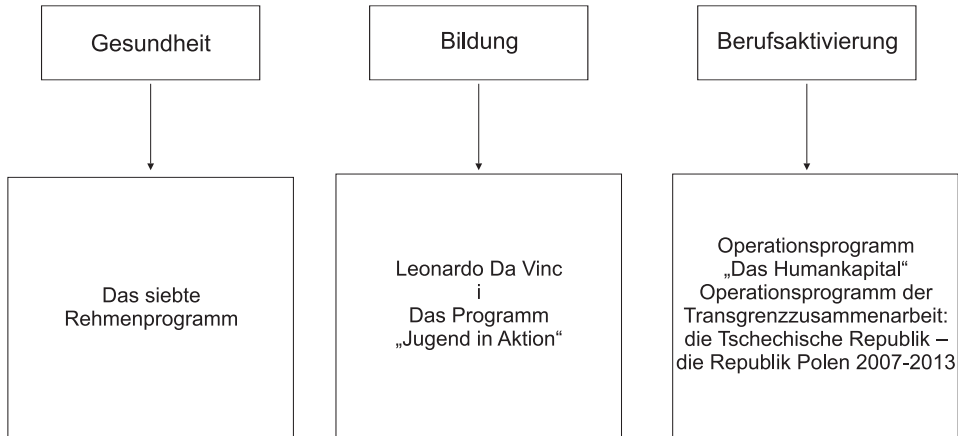 Gesundheit
Bildung
Berufsaktivierung
Das siebte
Rehmenprogramm
Leonardo Da Vinc
i
Das Programm
„Jugend in Aktion“
Operationsprogramm
„Das Humankapital“
Operationsprogramm der
Transgrenzzusammenarbeit:
die Tschechische Republik –
die Republik Polen 2007-2013